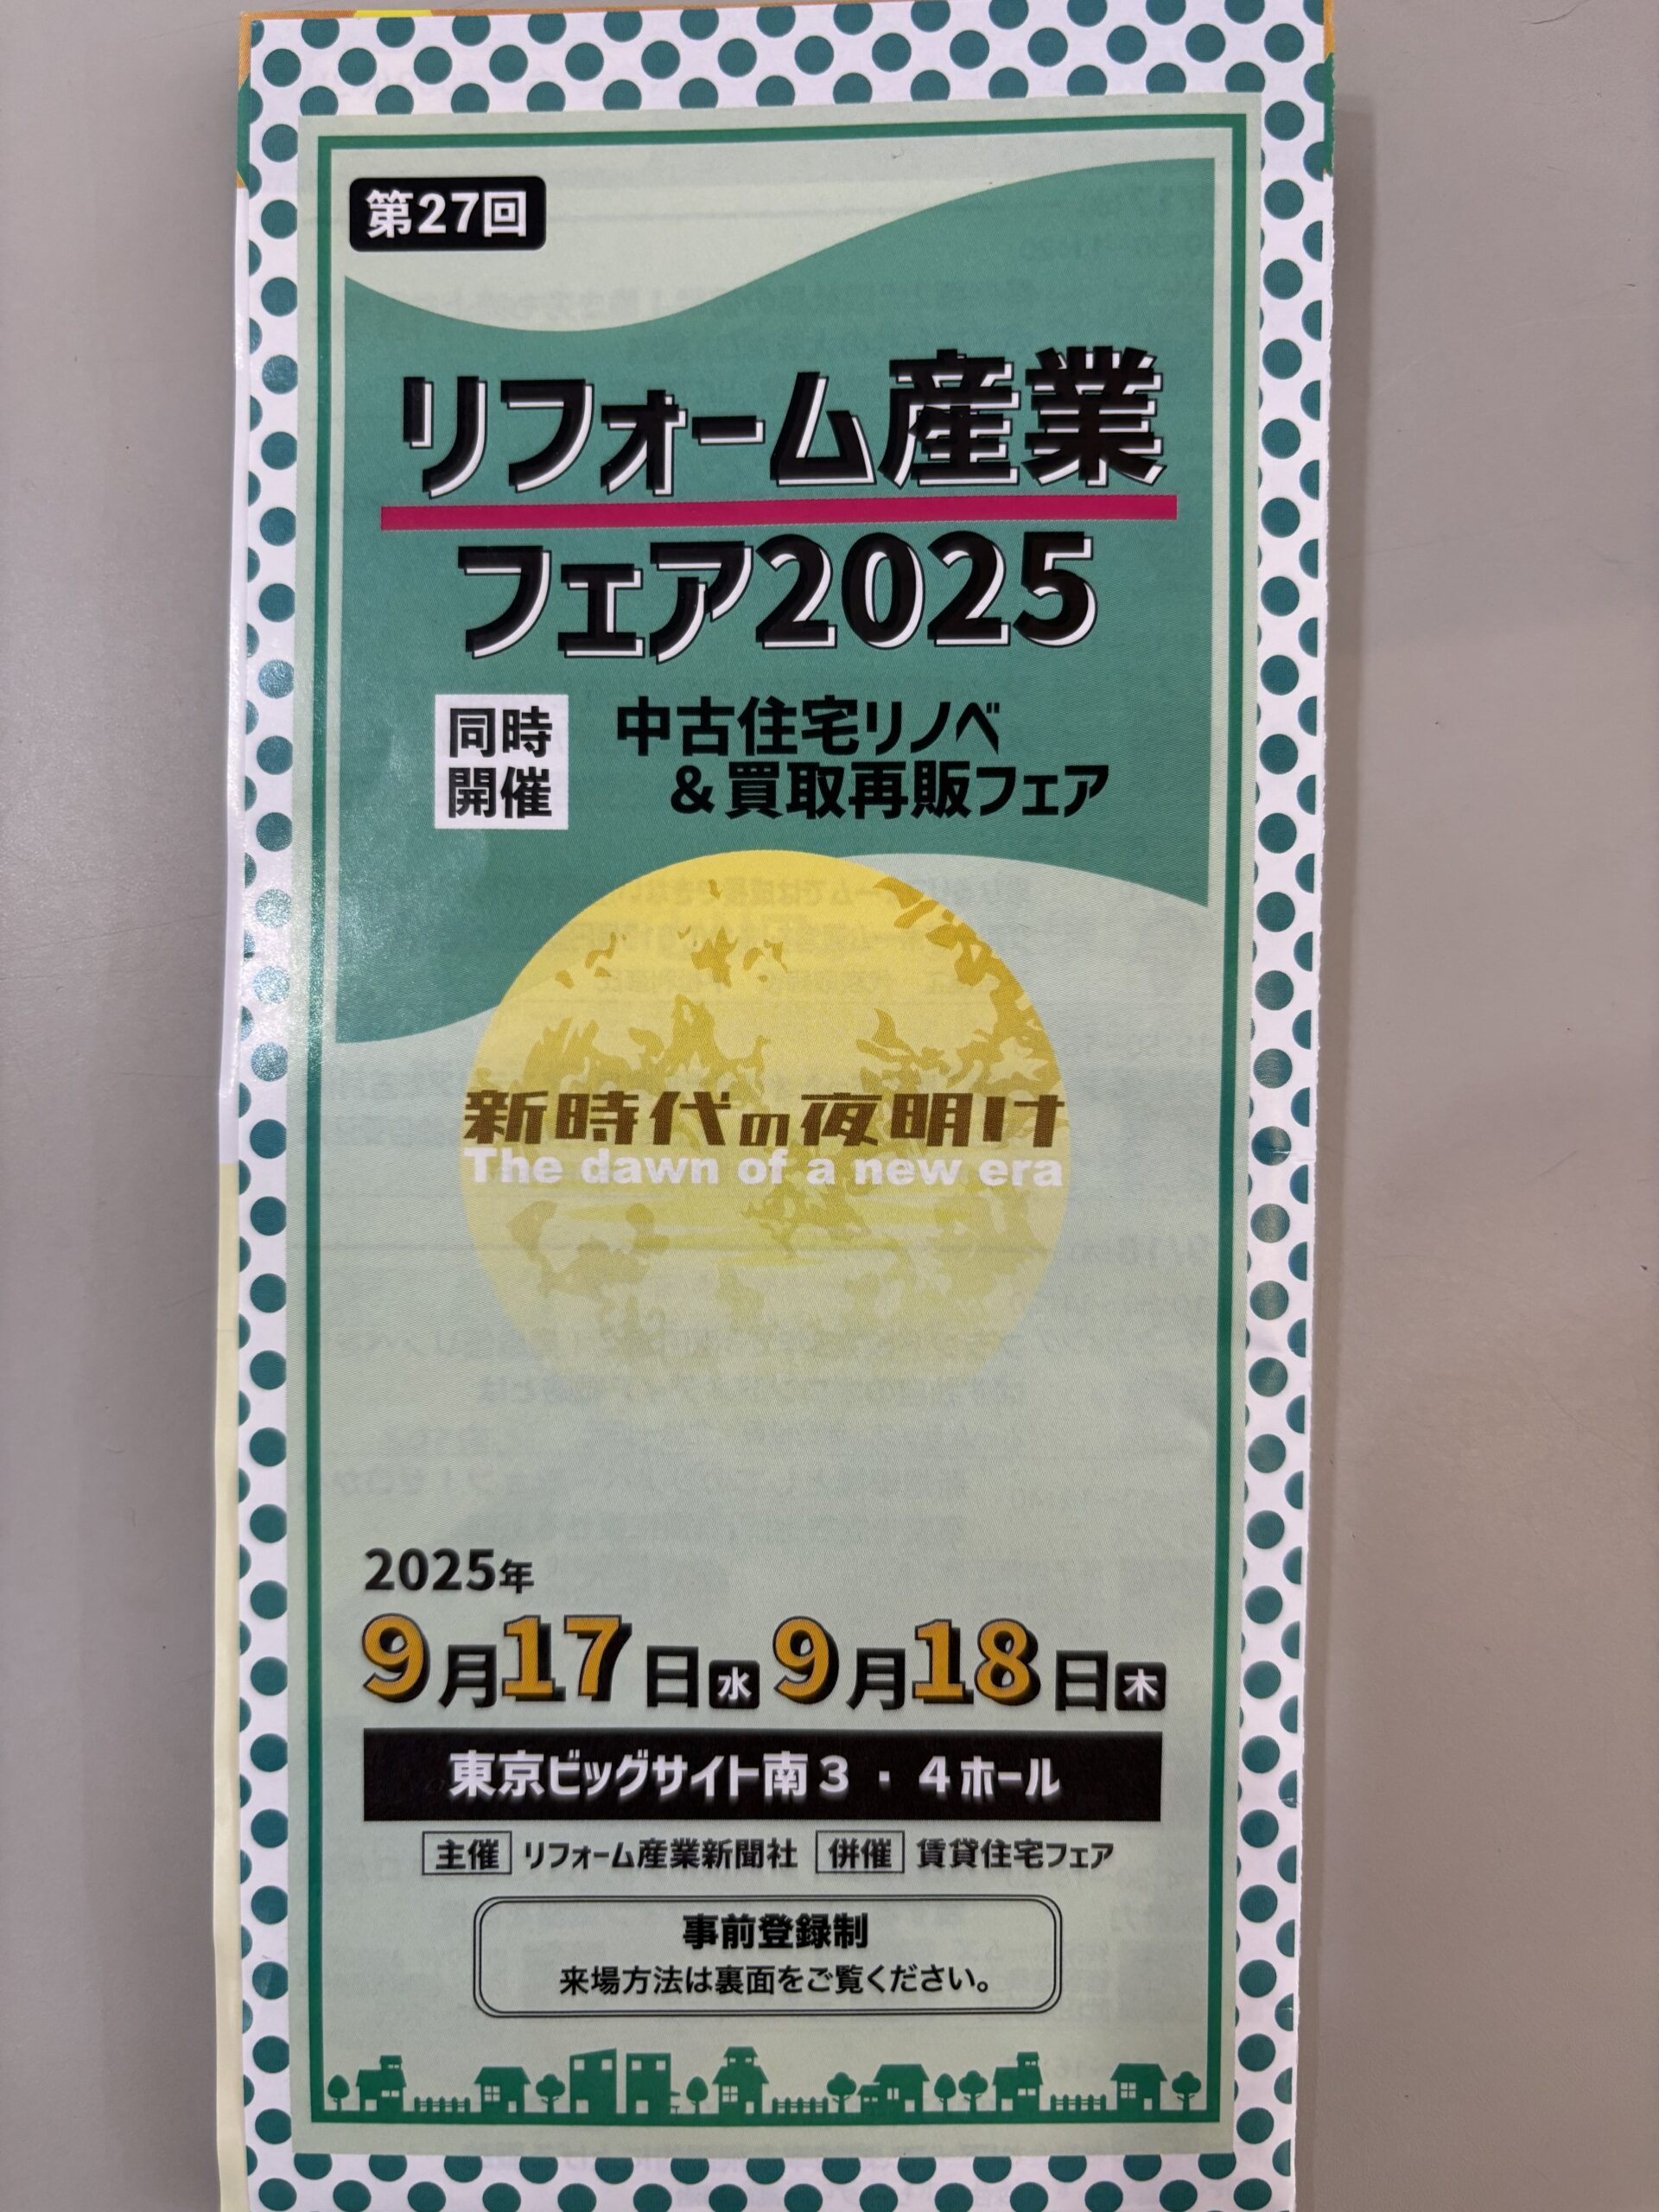 第27回
リフォーム産業
フェア2025
同時
開催
中古住宅リノベ
&買取再販フェア
新時代の夜明け
The dawn of a new era
2025年
9月17日水 9月18日木
東京ビッグサイト南3・4ホール
主催 リフォーム産業新聞社 併催 賃貸住宅フェア
事前登録制
来場方法は裏面をご覧ください。